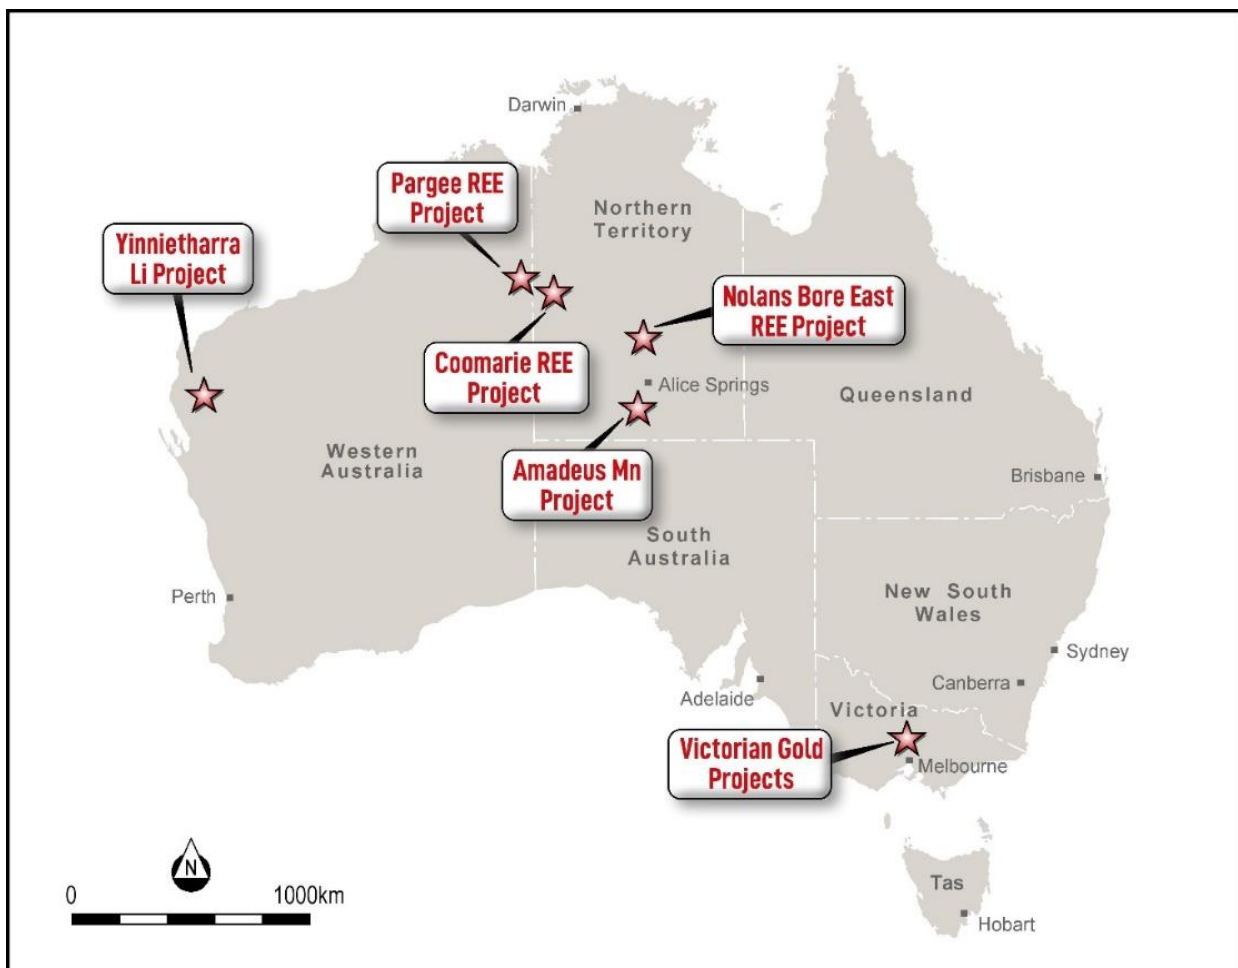 Darwin
Pargee REE
Project
Northern
Territory
Yinnietharra
Li Project
Nolans Bore East
REE Project
Coomarie REE
Project
Alice Springs
Queensland
Western
Australia
Amadeus Mn
Project
Brisbane
South
Australia
New South
Wales
Perth
Sydney
Canberra
Adelaide
Victoria
Victorian Gold
Projects
Melbourne
N
0 1000km
Tas
Hobart